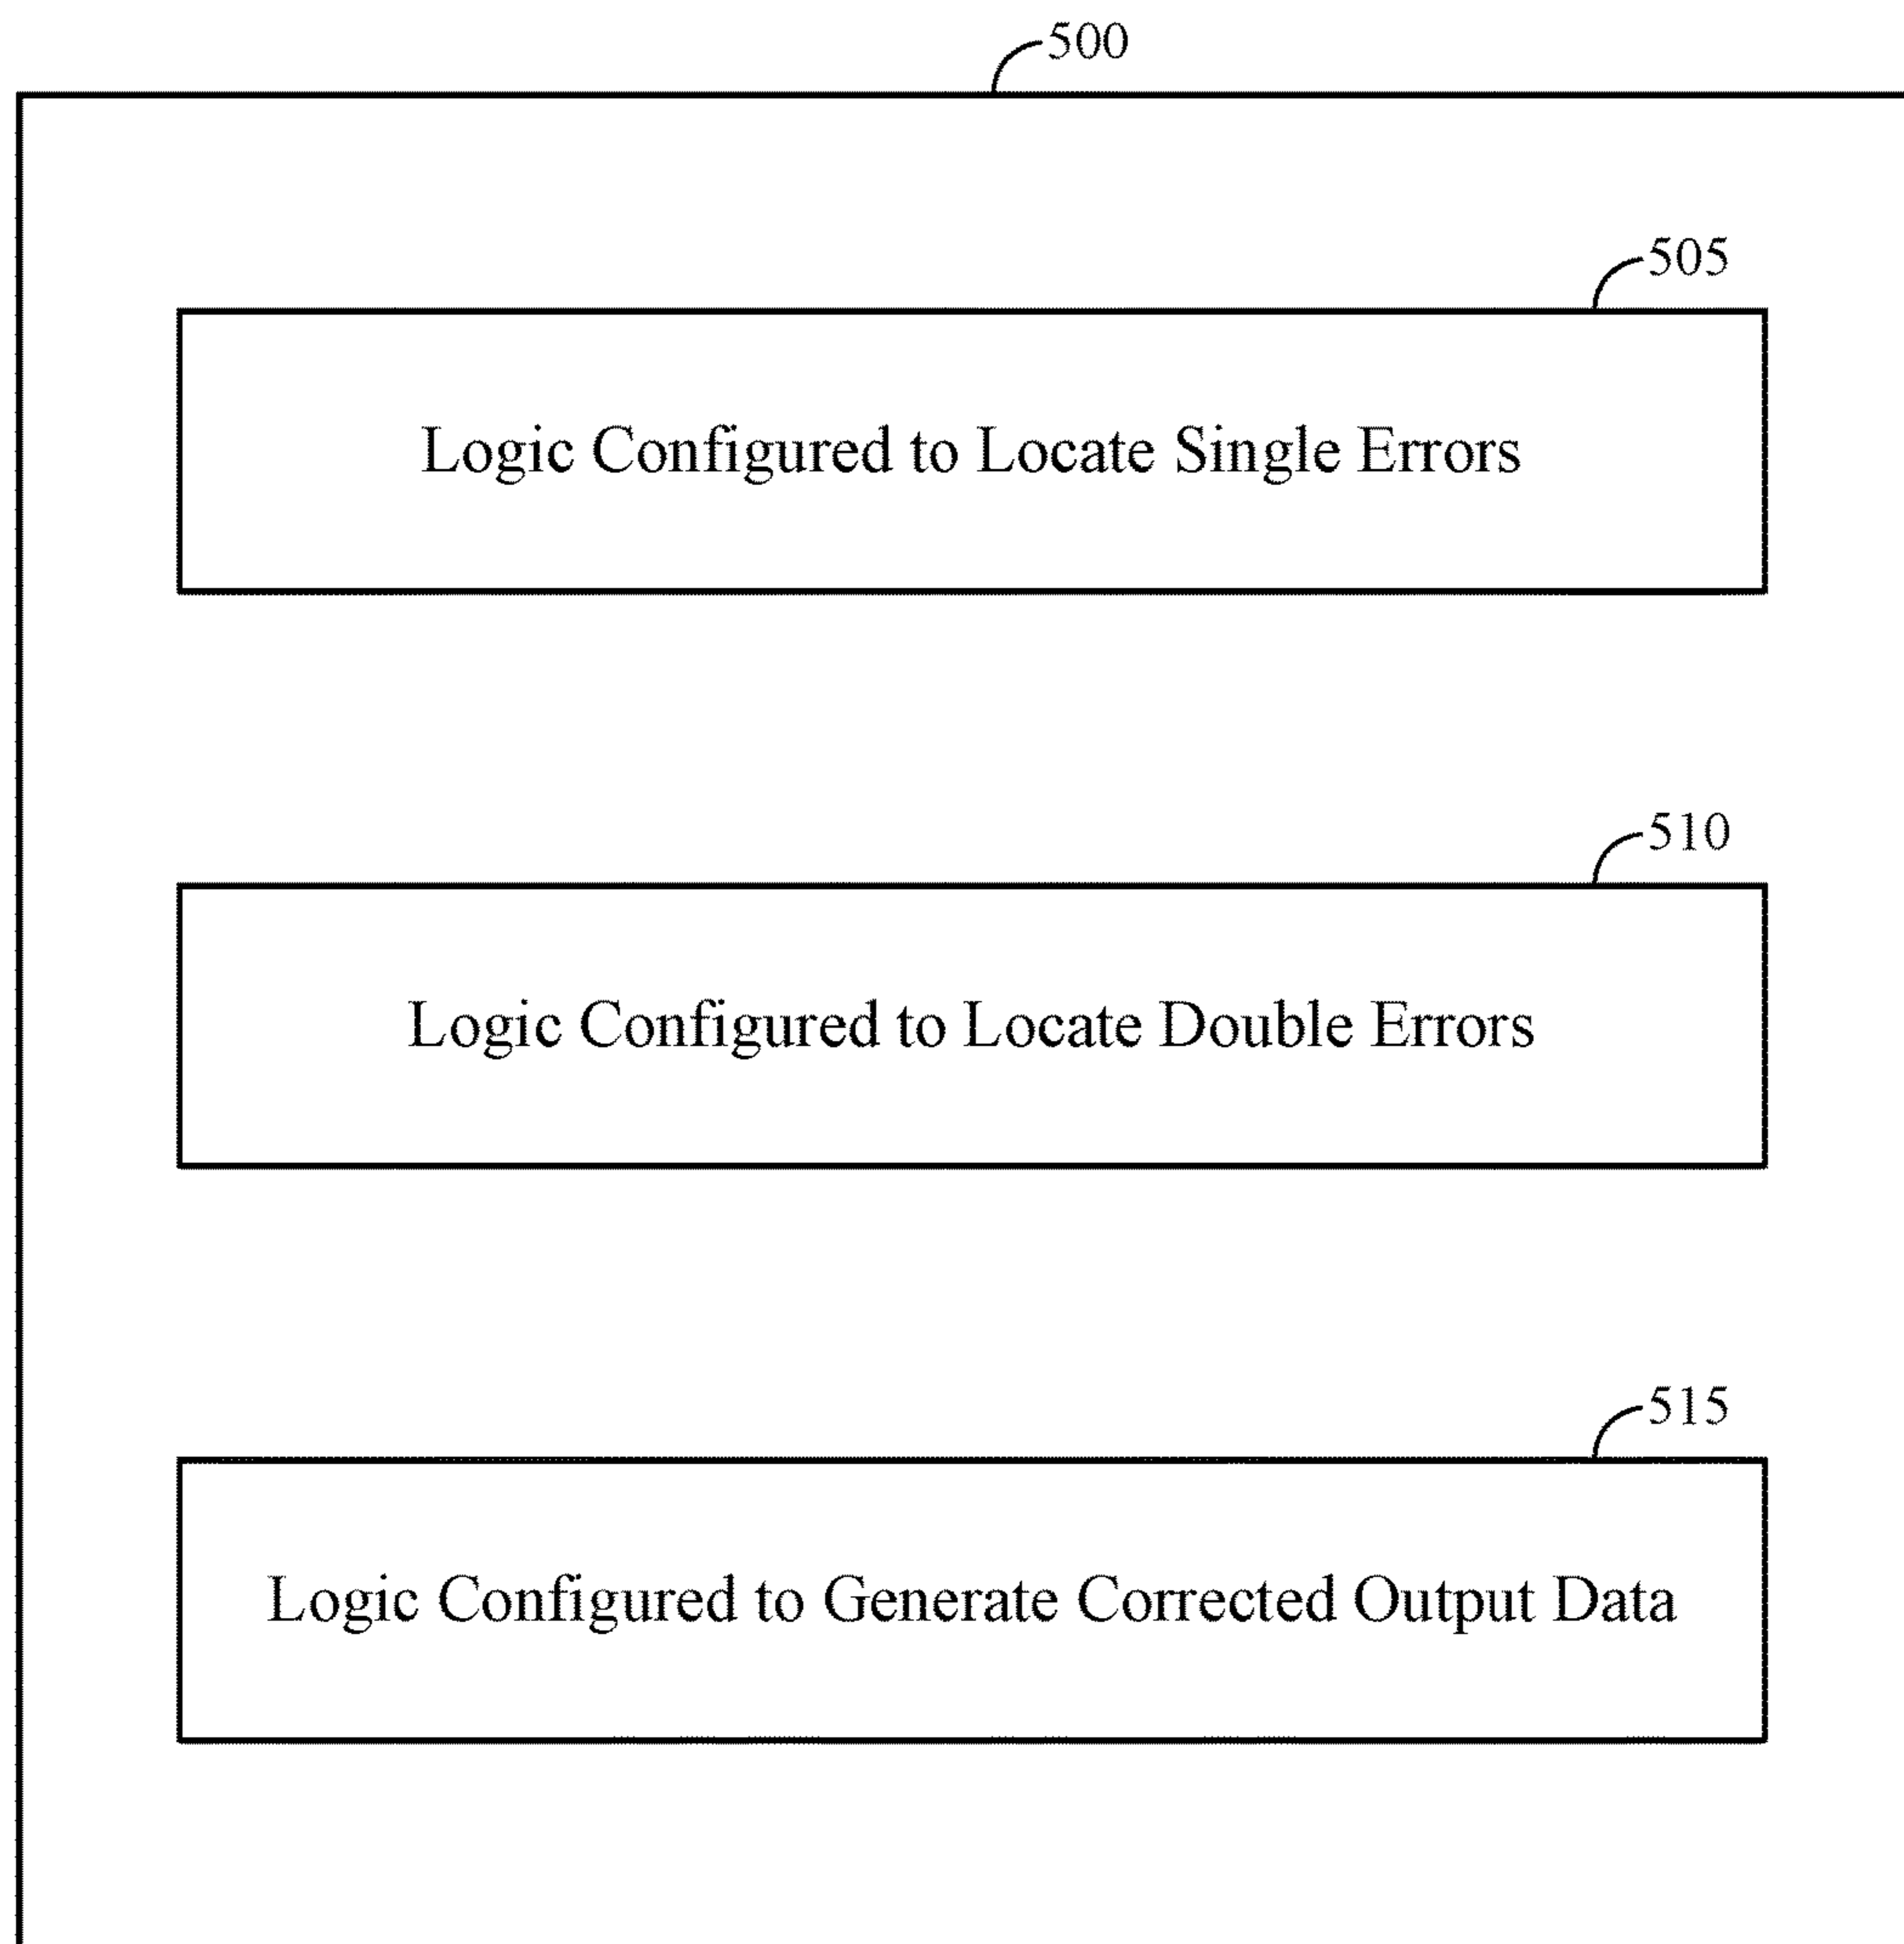 500
505
Logic Configured to Locate Single Errors
510
Logic Configured to Locate Double Errors
515
Logic Configured to Generate Corrected Output Data